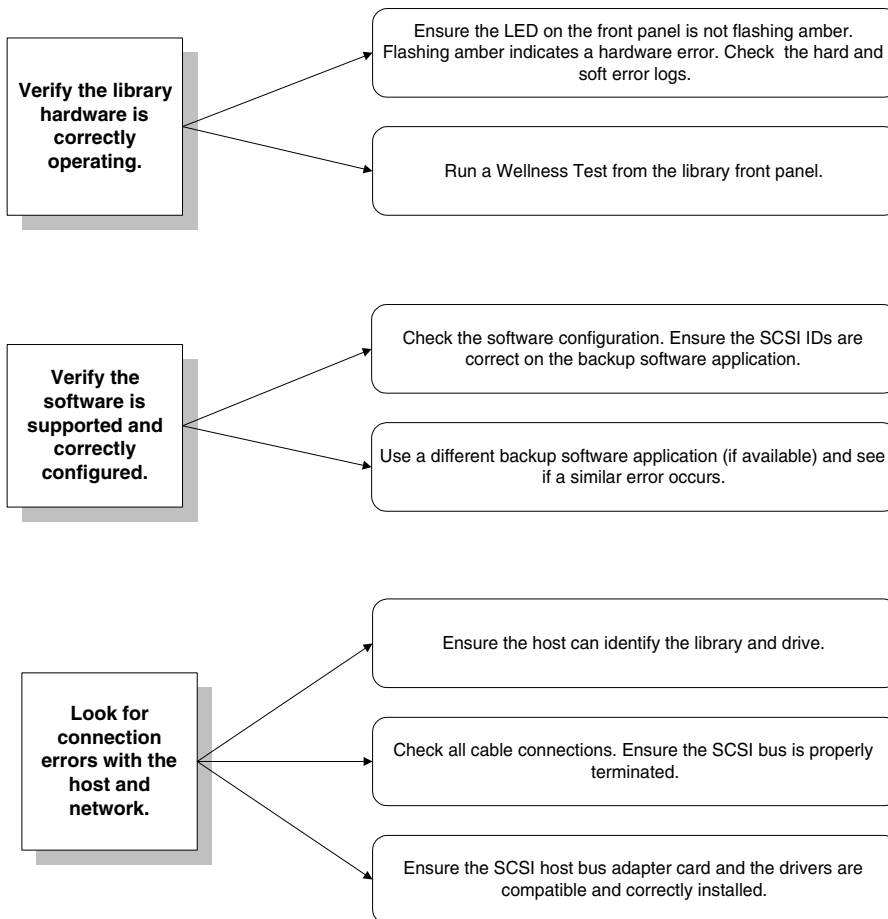 Verify the library
hardware is
correctly
operating.
Ensure the LED on the front panel is not flashing amber.
Flashing amber indicates a hardware error. Check  the hard and
soft error logs.
Run a Wellness Test from the library front panel.
Verify the
software is
supported and
correctly
configured.
Check the software configuration. Ensure the SCSI IDs are
correct on the backup software application.
Use a different backup software application (if available) and see
if a similar error occurs.
Look for
connection
errors with the
host and
network.
Ensure the host can identify the library and drive.
Check all cable connections. Ensure the SCSI bus is properly
terminated.
Ensure the SCSI host bus adapter card and the drivers are
compatible and correctly installed.